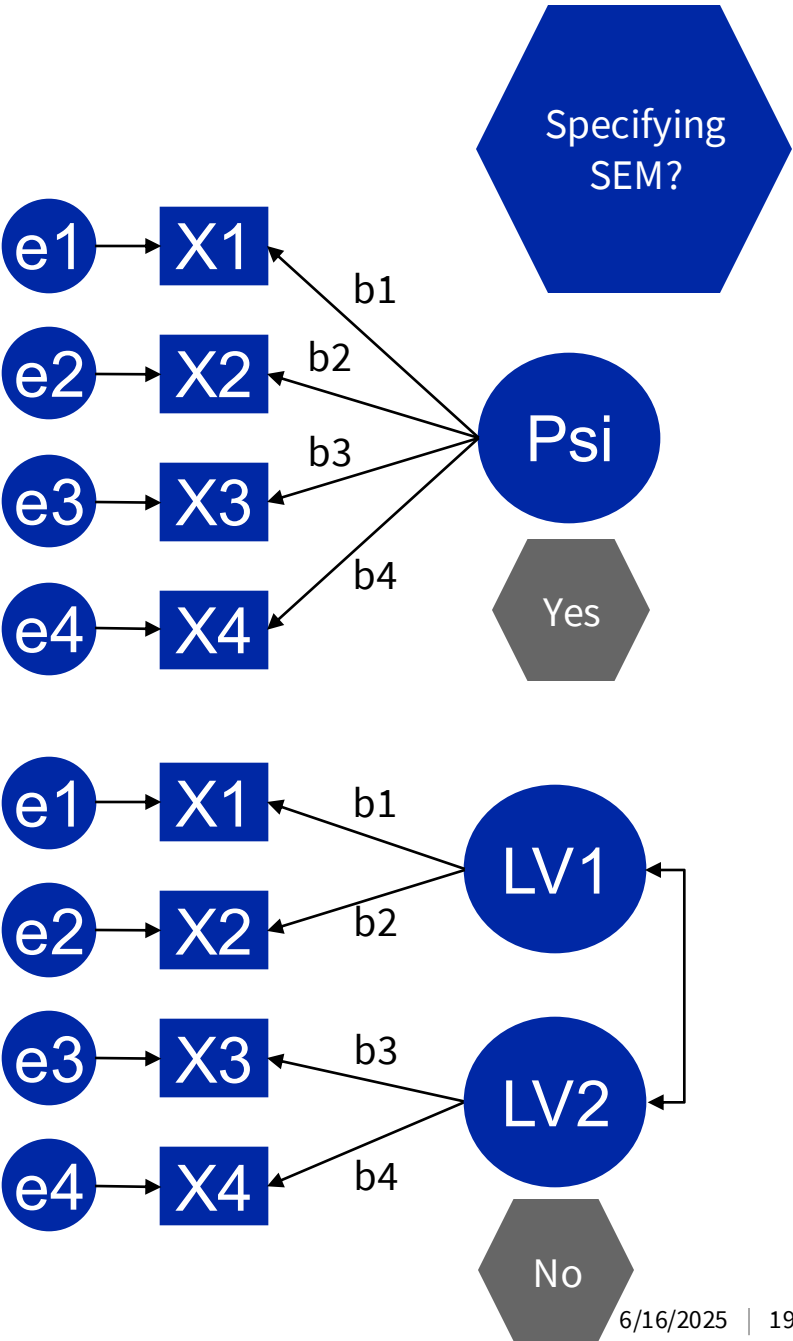 Specifying
SEM?
e1 X1
b1
e2 X2
b2
Psi
b3
e3 X3
b4
e4 X4
Yes
e1 X1
b1
LV1
e2 X2
b2
e3 X3
b3
LV2
e4 X4
b4
No
6/16/2025 | 19